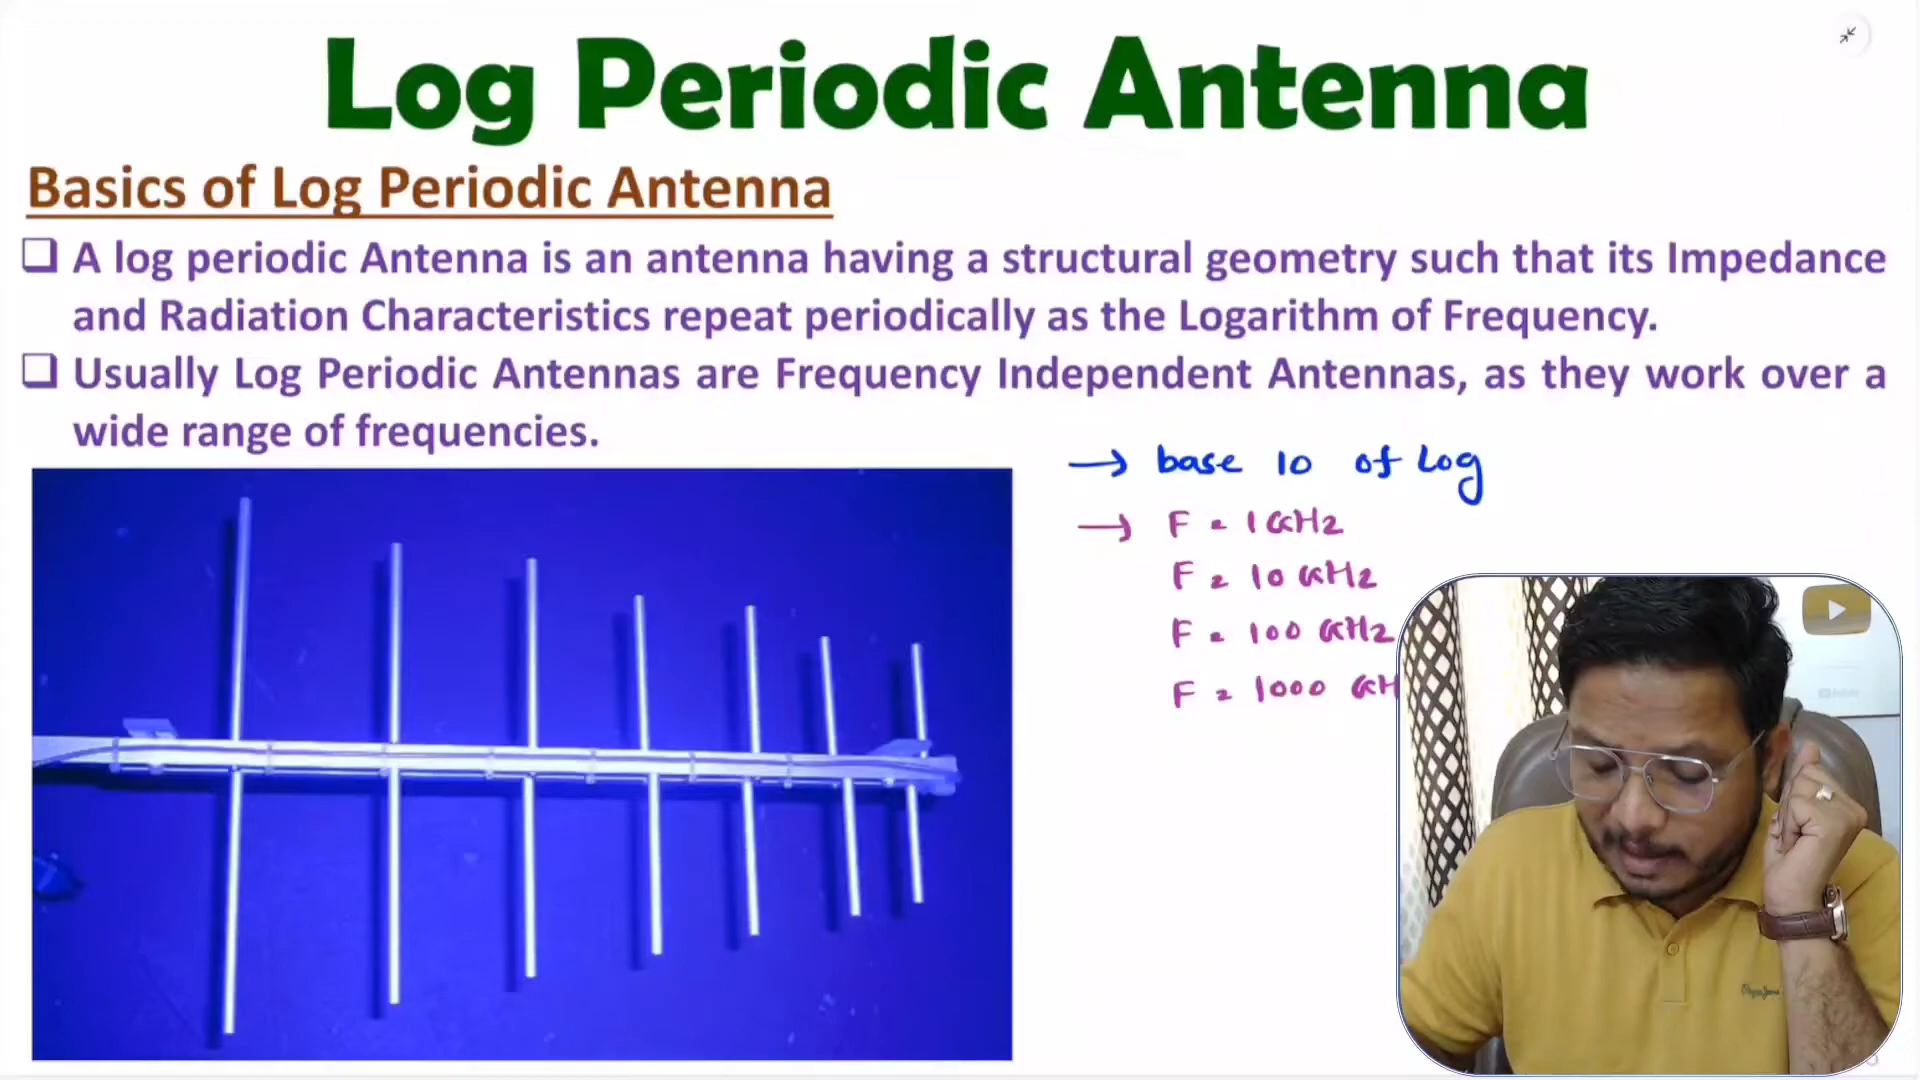 Log Periodic Antenna
Basics of Log Periodic Antenna
❑ A log periodic Antenna is an antenna having a structural geometry such that its Impedance
and Radiation Characteristics repeat periodically as the Logarithm of Frequency.
❑ Usually Log Periodic Antennas are Frequency Independent Antennas, as they work over a
wide range of frequencies.
→ base 10 of Log
→ F = 1 GHz
F = 10 GHz
F = 100 GHz
F = 1000 GH